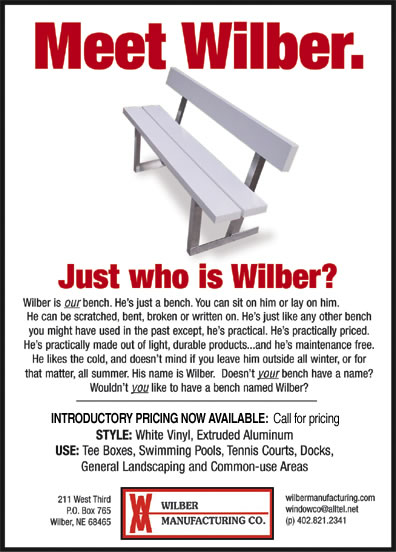 Meet Wilber.
Just who is Wilber?
Wilber is our bench. He's just a bench. You can sit on him or lay on him.
He can be scratched, bent, broken or written on. He's just like any other bench
you might have used in the past except, he's practical. He's practically priced.
He's practically made out of light, durable products...and he's maintenance free.
He likes the cold, and doesn't mind if you leave him outside all winter, or for
that matter, all summer. His name is Wilber.  Doesn't your bench have a name?
Wouldn't you like to have a bench named Wilber?
INTRODUCTORY PRICING NOW AVAILABLE: Call for pricing
STYLE: White Vinyl, Extruded Aluminum
USE: Tee Boxes, Swimming Pools, Tennis Courts, Docks,
General Landscaping and Common-use Areas
211 West Third
P.O. Box 765
Wilber, NE 68465
WM
WILBER
MANUFACTURING CO.
wilbermanufacturing.com
windowco@alltel.net
(p) 402.821.2341